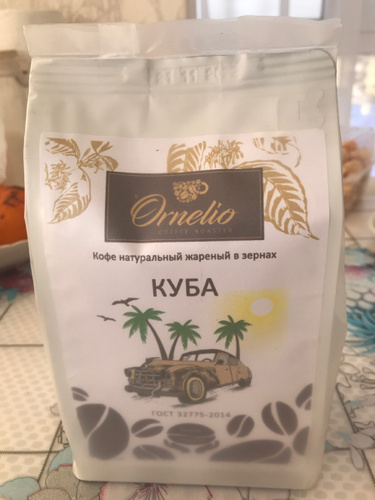 Ornelio
COFFEE ROASTER
Кофе натуральный жареный в зернах
КУБА
ГОСТ 32775-2014